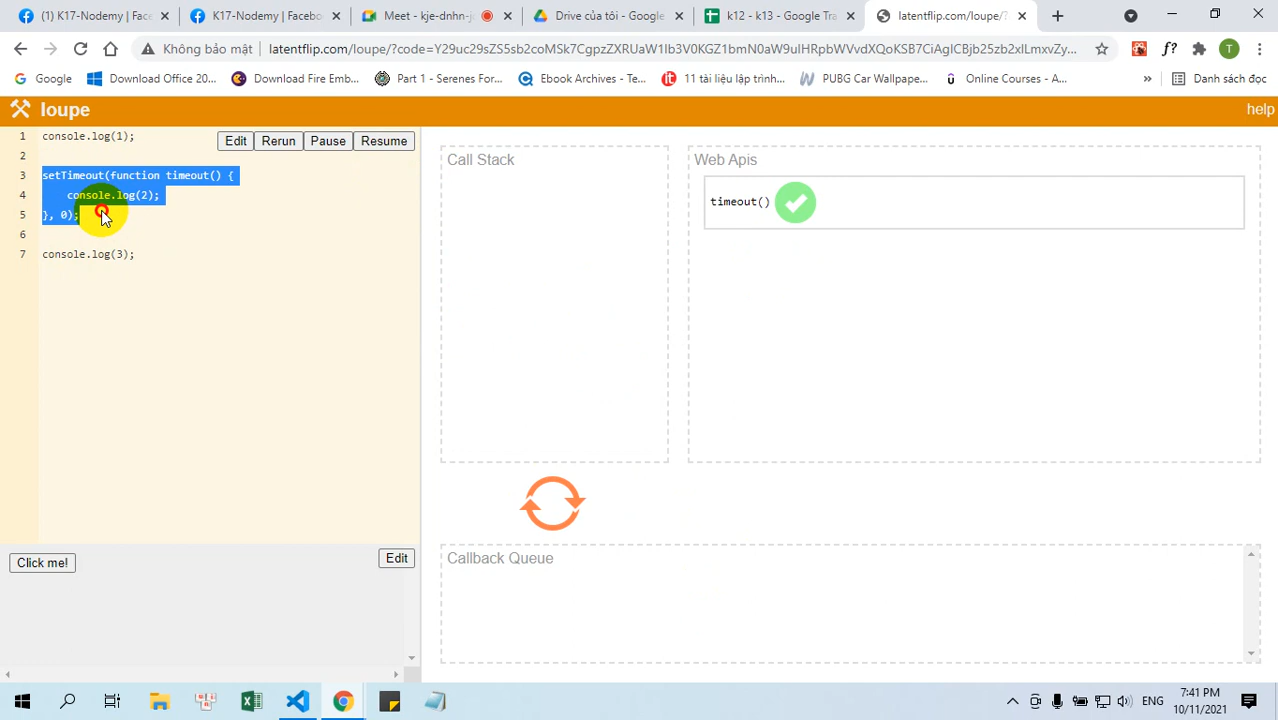 (1) K17-Nodemy | Face
K17-Nodemy | Facebook
Meet - kje-dnhn-j
Drive của tôi - Google
k12 - k13 - Google Tra
latentflip.com/loupe/?
Không bảo mật
latentflip.com/loupe/?code=Y29uc29sZS5sb2coMSk7CgpzZXRUaW1lb3V0KGZ1bmN0aW9uIHRpbWVvdXQoKSB7CiAgICBjb25zb2xlLmxvZy...
f?
T
Google
Download Office 20...
Download Fire Emb...
Part 1 - Serenes For...
Ebook Archives - Te...
11 tài liệu lập trình...
PUBG Car Wallpape...
Online Courses - A...
»
Danh sách đọc
loupe
help
1 console.log(1);
2
3 setTimeout(function timeout() {
4 console.log(2);
5 }, 0);
6
7 console.log(3);
Edit
Rerun
Pause
Resume
Call Stack
Web Apis
timeout()
Callback Queue
Click me!
Edit
ENG
7:41 PM
10/11/2021